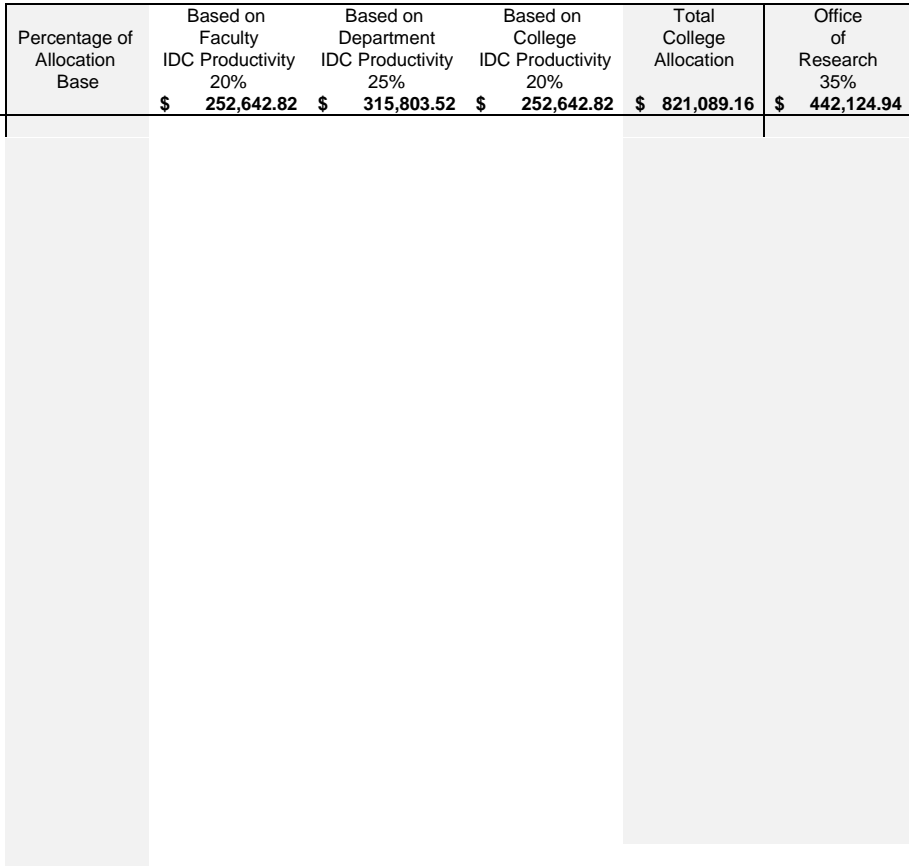 Percentage of
Allocation
Base
Based on
Faculty
IDC Productivity
20%
$ 252,642.82
Based on
Department
IDC Productivity
25%
$ 315,803.52
Based on
College
IDC Productivity
20%
$ 252,642.82
Total
College
Allocation
$ 821,089.16
Office
of
Research
35%
$ 442,124.94